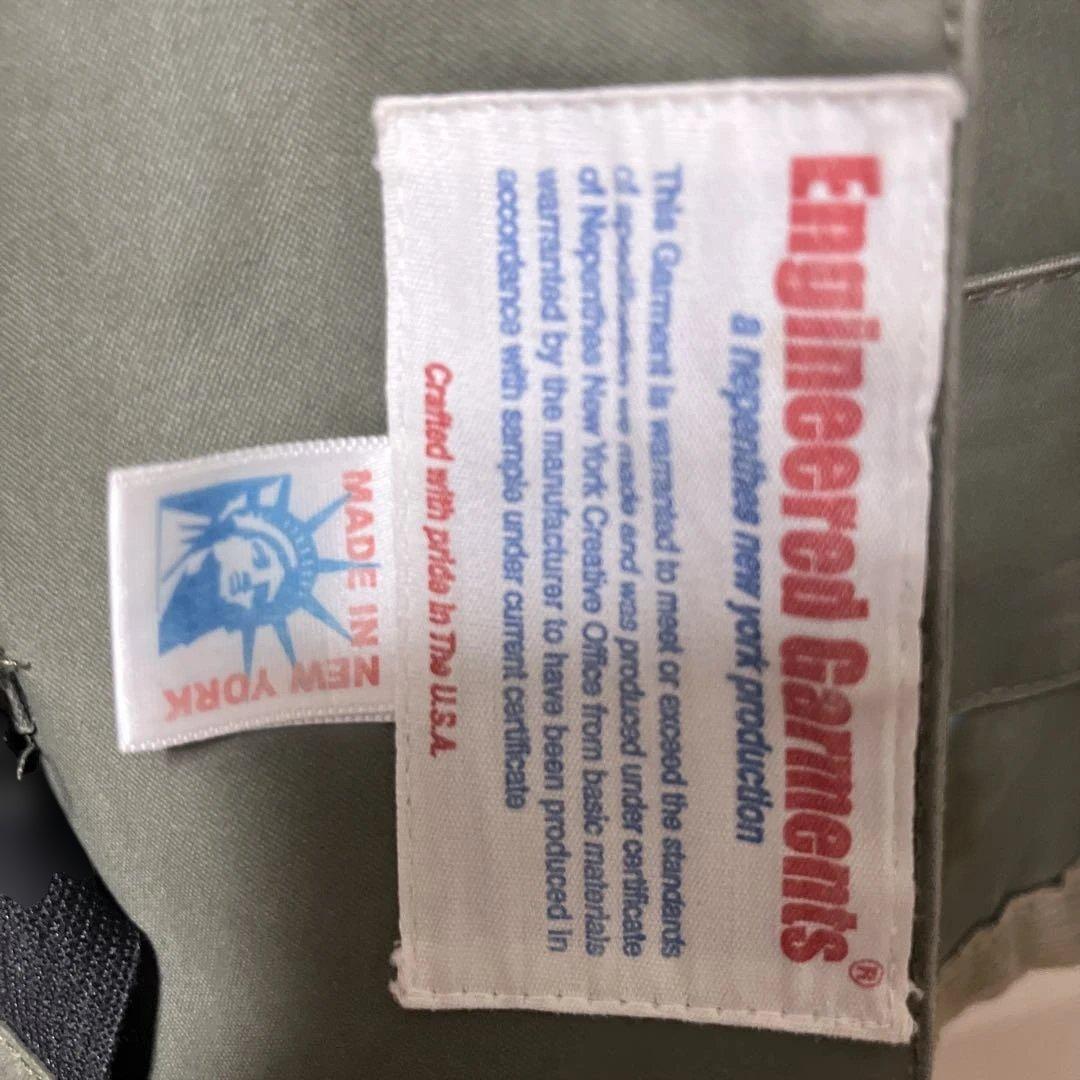 Engineered Garments®
a nepenthes new york production
This Garment is warranted to meet or exceed the standards
of specification we made and was produced under certificate
of Nepenthes New York Creative Office from basic materials
warranted by the manufacturer to have been produced in
accordance with sample under current certificate
Crafted with pride in The U.S.A.
MADE IN
NEW YORK